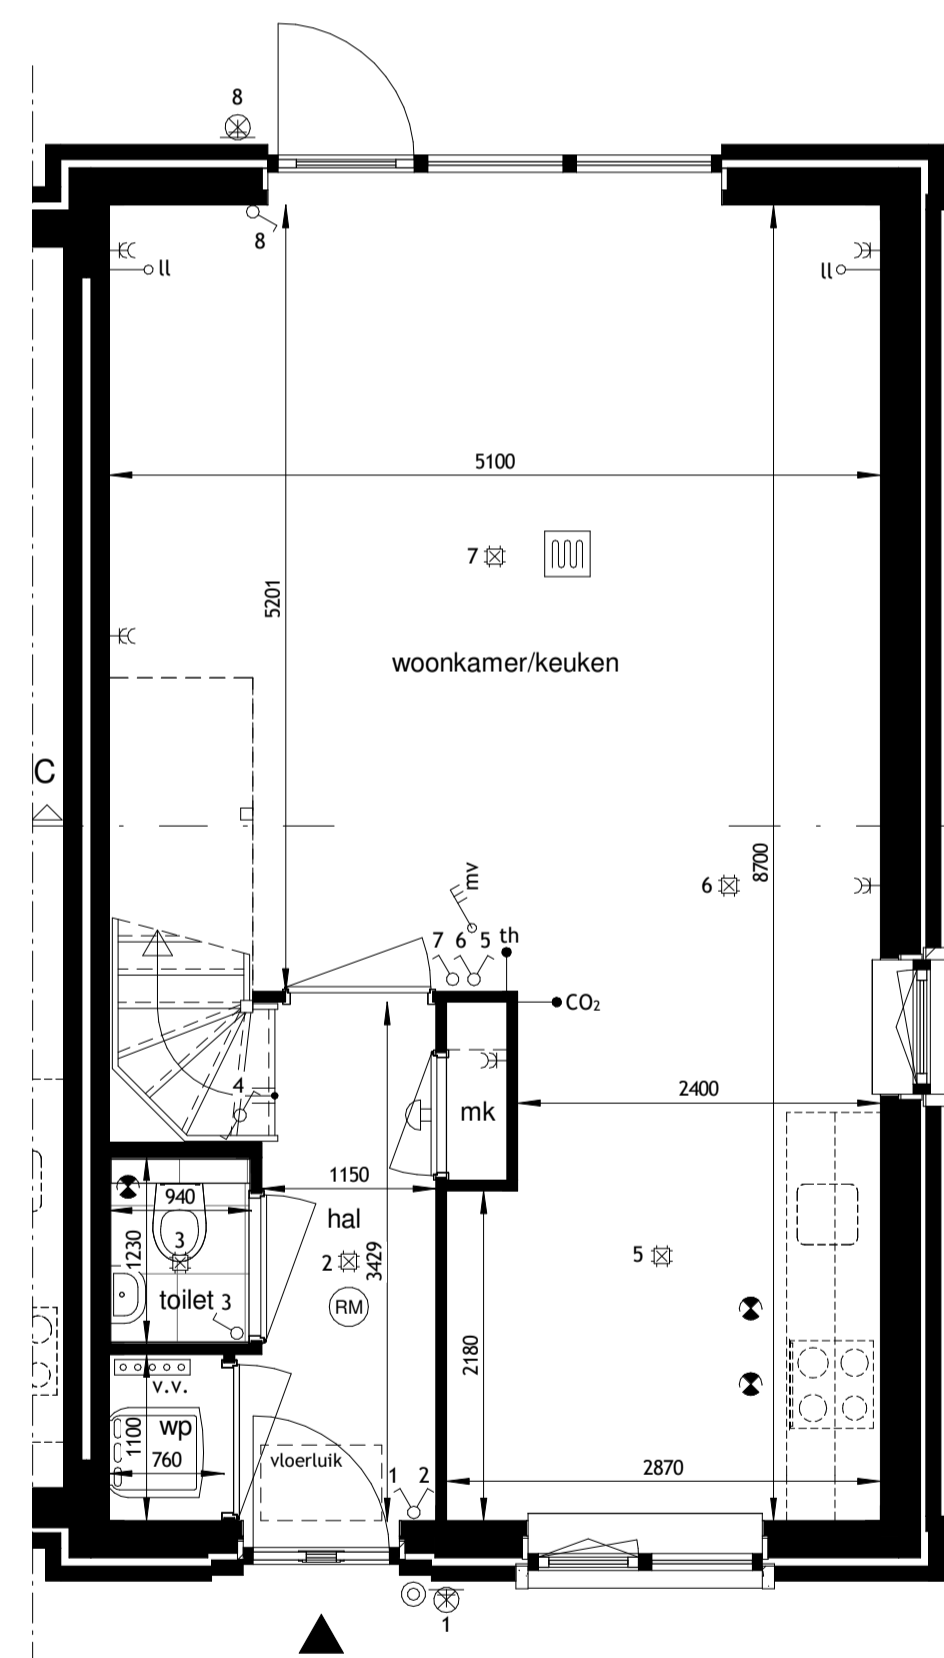 8
8
ll
ll
5100
7
5201
woonkamer/keuken
C
8700
6
mv
7 6 5 th
CO₂
4
2400
mk
1150
940
hal
1230
3
2
3429
5
toilet 3
RM
2180
v.v.
wp
1100
760
vloerluik
1 2
2870
1